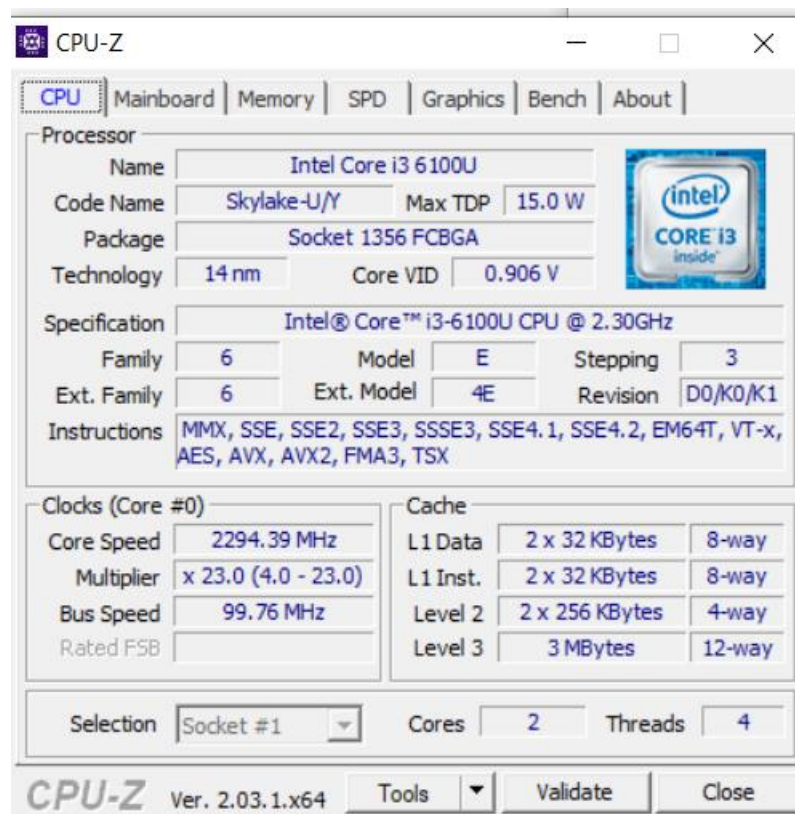 CPU-Z
CPU Mainboard Memory SPD Graphics Bench About
Processor
Name Intel Core i3 6100U
Code Name Skylake-U/Y Max TDP 15.0 W
Package Socket 1356 FCBGA
Technology 14 nm Core VID 0.906 V
intel
CORE i3
inside™
Specification Intel® Core™ i3-6100U CPU @ 2.30GHz
Family 6 Model E Stepping 3
Ext. Family 6 Ext. Model 4E Revision D0/K0/K1
Instructions MMX, SSE, SSE2, SSE3, SSSE3, SSE4.1, SSE4.2, EM64T, VT-x,
AES, AVX, AVX2, FMA3, TSX
Clocks (Core #0)
Core Speed 2294.39 MHz
Multiplier x 23.0 (4.0 - 23.0)
Bus Speed 99.76 MHz
Rated FSB
Cache
L1 Data 2 x 32 KBytes 8-way
L1 Inst. 2 x 32 KBytes 8-way
Level 2 2 x 256 KBytes 4-way
Level 3 3 MBytes 12-way
Selection Socket #1 Cores 2 Threads 4
CPU-Z Ver. 2.03.1.x64 Tools Validate Close